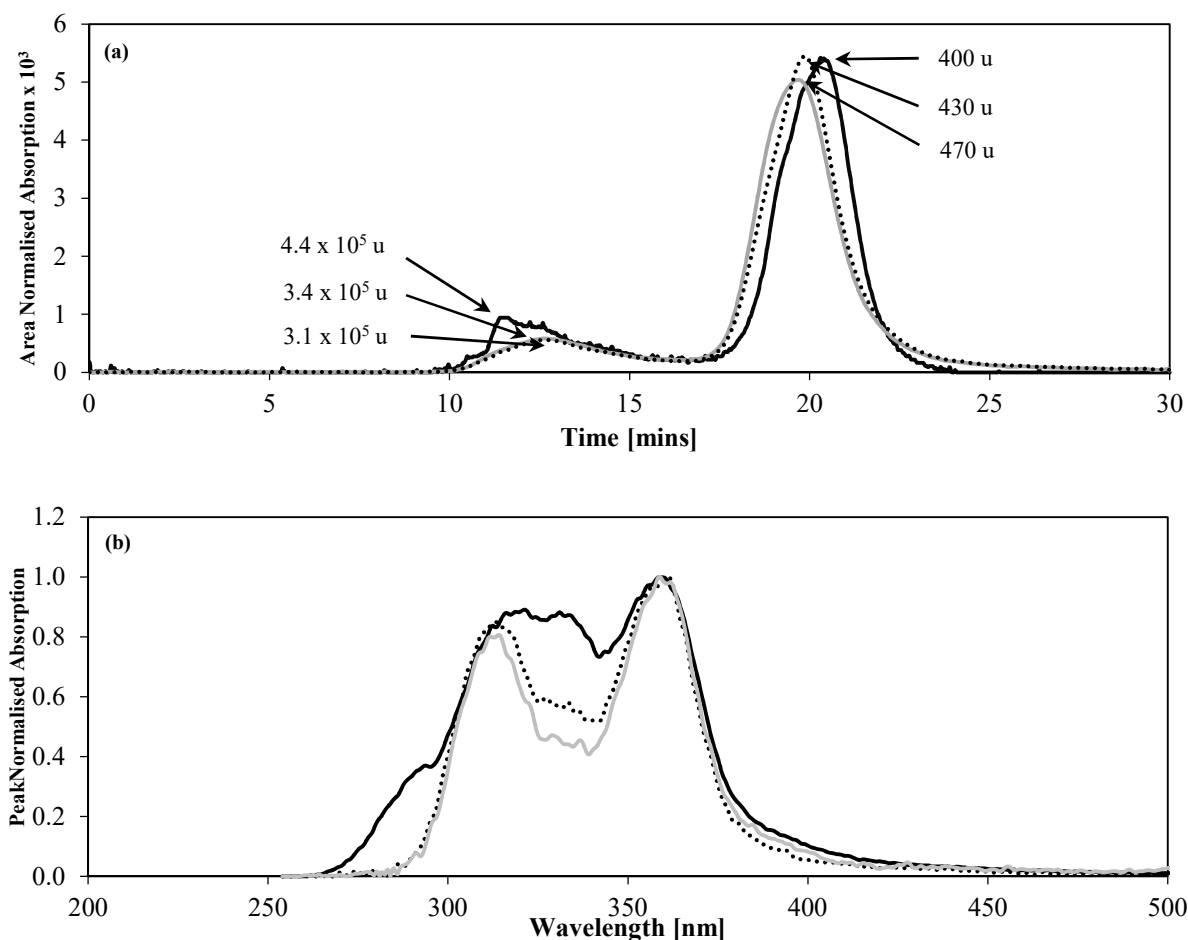 6
(a)
400 u
5
430 u
4
470 u
3
4.4 x 10⁵ u
2
3.4 x 10⁵ u
1
3.1 x 10⁵ u
0
Area Normalised Absorption x 10³
0 5 10 15 20 25 30
Time [mins]
1.2
(b)
1.0
0.8
0.6
0.4
0.2
0.0
PeakNormalised Absorption
200 250 300 350 400 450 500
Wavelength [nm]